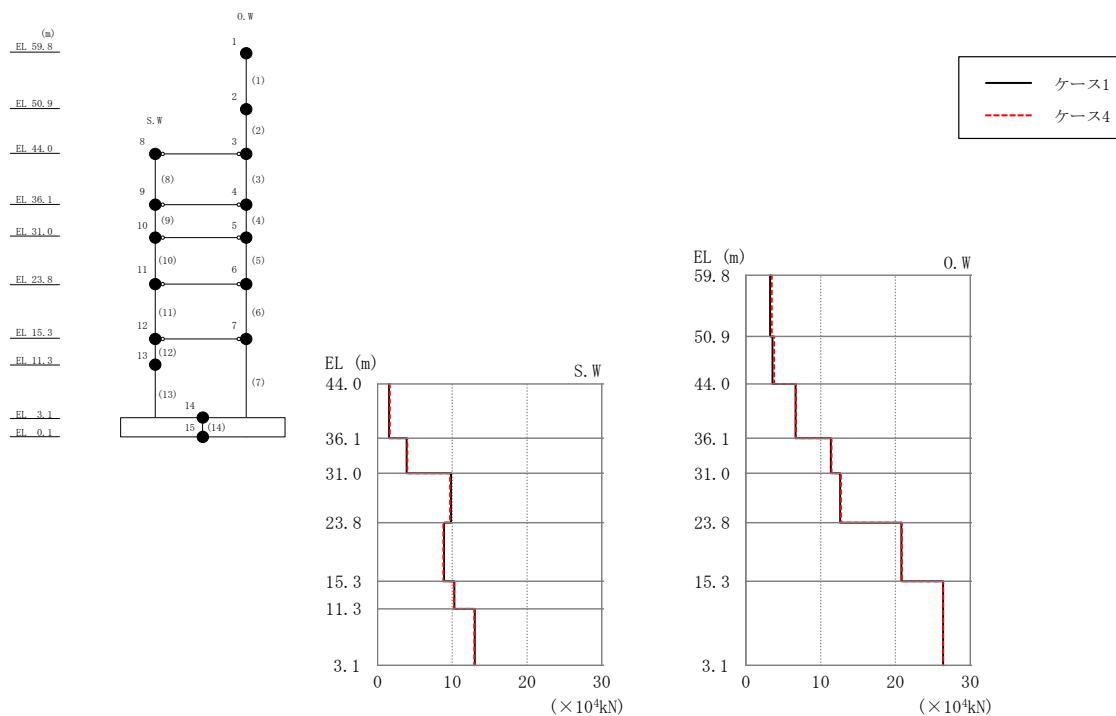 (m)
EL 59.8
EL 50.9
EL 44.0
EL 36.1
EL 31.0
EL 23.8
EL 15.3
EL 11.3
EL 3.1
EL 0.1
O.W
1
(1)
2
(2)
S.W
8
3
(8)
(3)
9
4
(9)
(4)
10
5
(10)
(5)
11
6
(11)
(6)
12
7
13
(12)
(13)
(7)
14
15
(14)
ケース1
ケース4
EL (m)
S.W
44.0
36.1
31.0
23.8
15.3
11.3
3.1
0
10
20
30
(×10⁴kN)
EL (m)
O.W
59.8
50.9
44.0
36.1
31.0
23.8
15.3
3.1
0
10
20
30
(×10⁴kN)